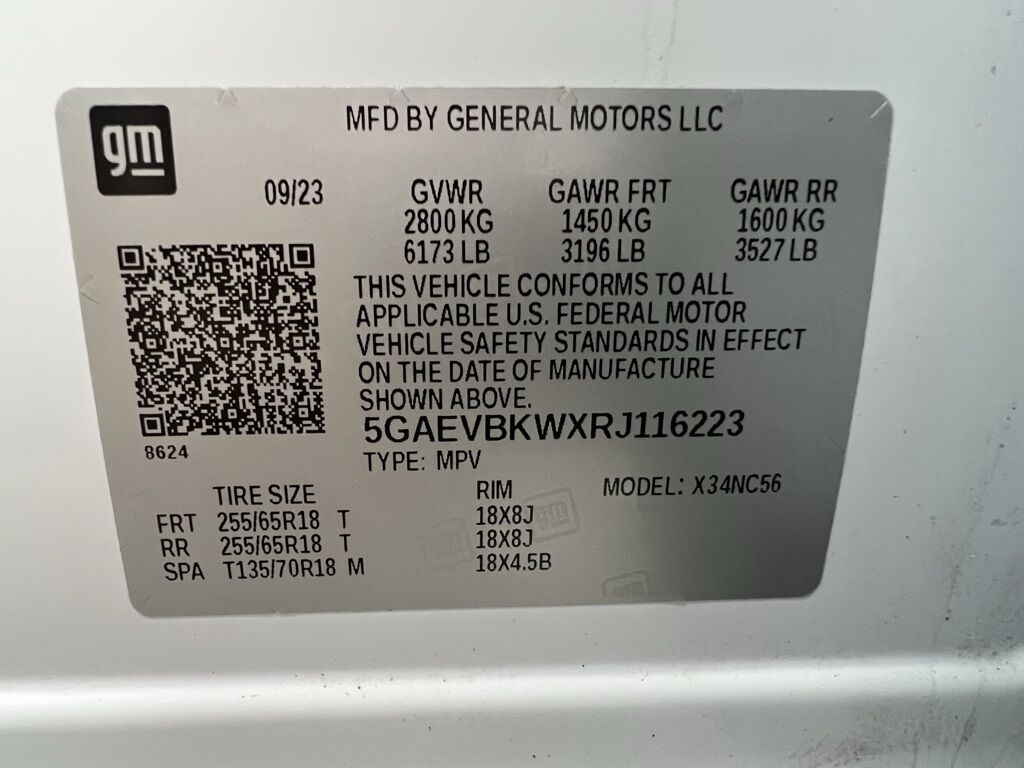 gm
MFD BY GENERAL MOTORS LLC
09/23 GVWR GAWR FRT GAWR RR
2800 KG 1450 KG 1600 KG
6173 LB 3196 LB 3527 LB
THIS VEHICLE CONFORMS TO ALL
APPLICABLE U.S. FEDERAL MOTOR
VEHICLE SAFETY STANDARDS IN EFFECT
ON THE DATE OF MANUFACTURE
SHOWN ABOVE.
5GAEVBKWXRJ116223
8624
TYPE: MPV
TIRE SIZE RIM MODEL: X34NC56
FRT 255/65R18 T 18X8J
RR 255/65R18 T 18X8J
SPA T135/70R18 M 18X4.5B